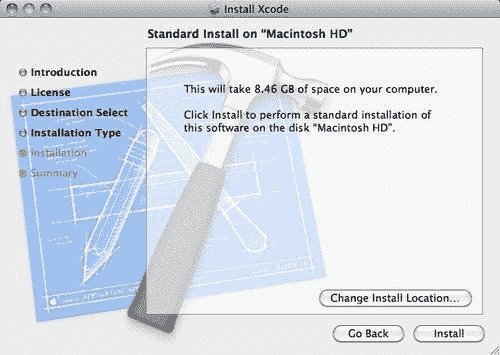 Install Xcode
Standard Install on “Macintosh HD”
Introduction
License
Destination Select
Installation Type
Installation
Summary
This will take 8.46 GB of space on your computer.
Click Install to perform a standard installation of
this software on the disk “Macintosh HD”.
Change Install Location...
Go Back
Install